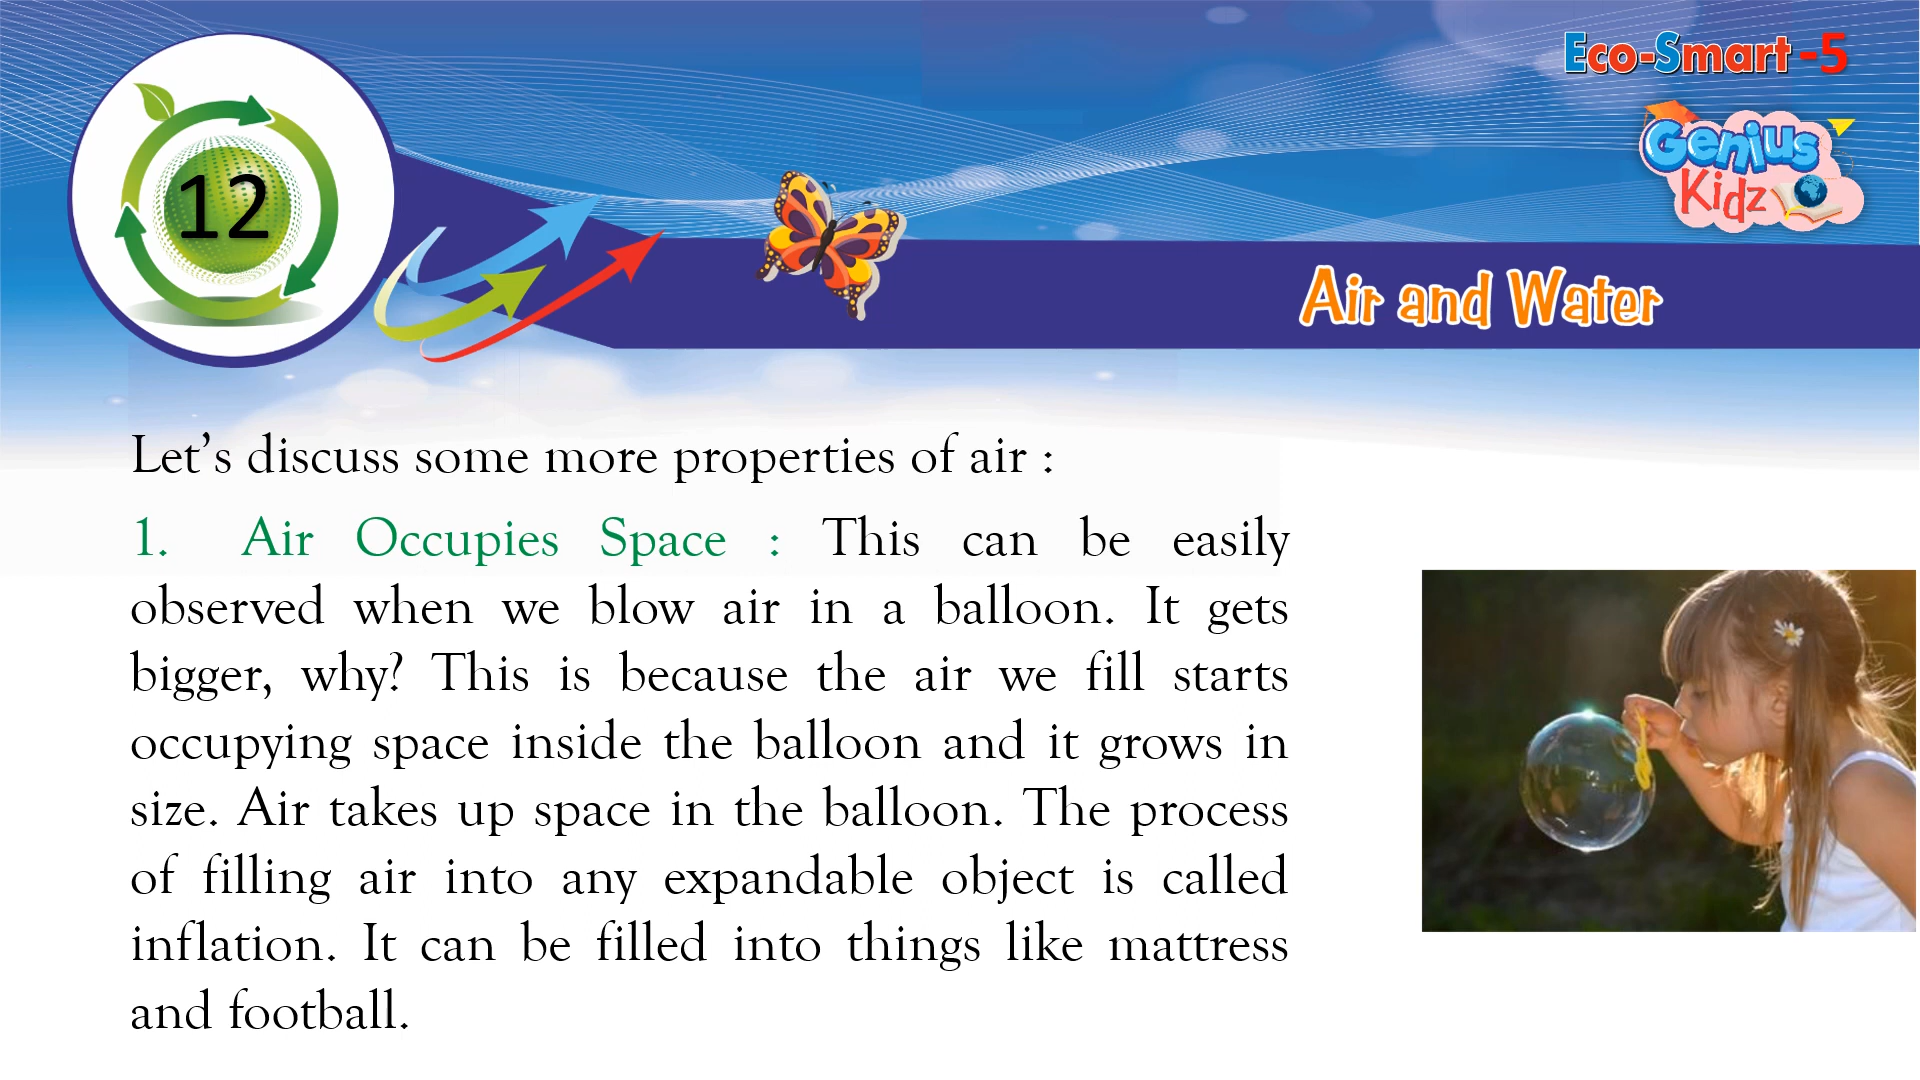 Eco-Smart -5
Genius
Kidz
12
Air and Water
Let’s discuss some more properties of air :
1. Air Occupies Space : This can be easily
observed when we blow air in a balloon. It gets
bigger, why? This is because the air we fill starts
occupying space inside the balloon and it grows in
size. Air takes up space in the balloon. The process
of filling air into any expandable object is called
inflation. It can be filled into things like mattress
and football.